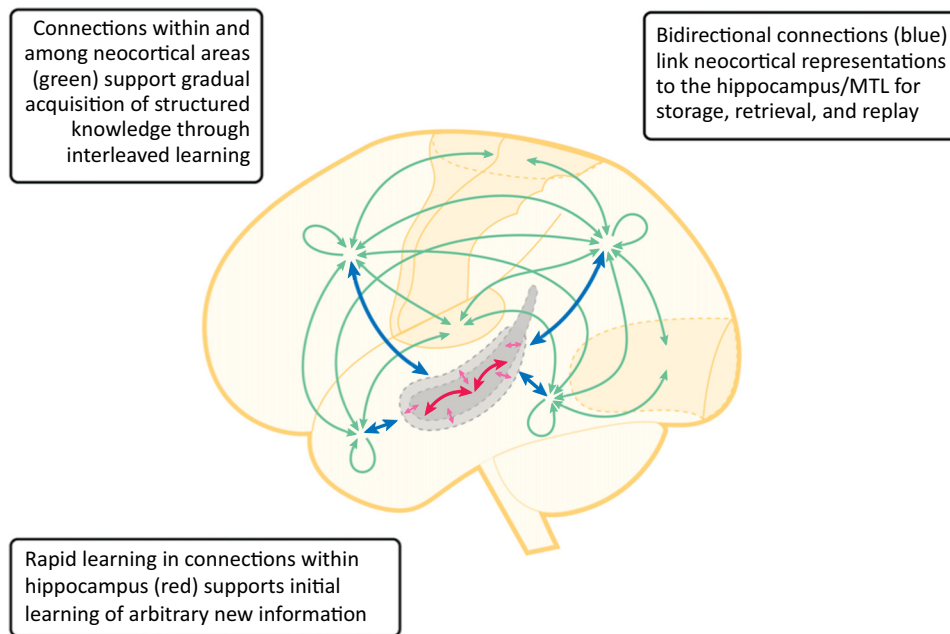 Connections within and
among neocortical areas
(green) support gradual
acquisition of structured
knowledge through
interleaved learning
Bidirectional connections (blue)
link neocortical representations
to the hippocampus/MTL for
storage, retrieval, and replay
Rapid learning in connections within
hippocampus (red) supports initial
learning of arbitrary new information